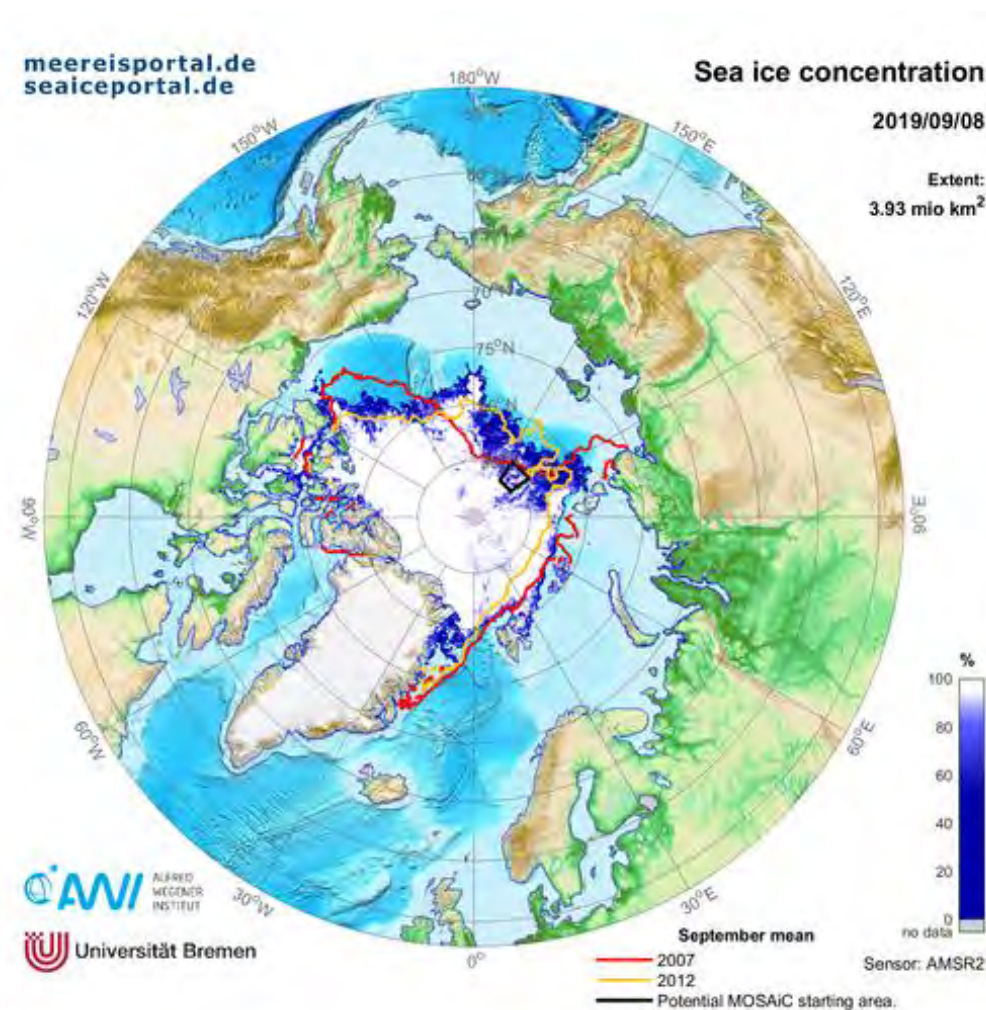 meereisportal.de
seaiceportal.de
Sea ice concentration
2019/09/08
Extent:
3.93 mio km²
180°W
150°W
150°E
120°W
120°E
75°N
90°W
90°E
60°W
60°E
30°W
30°E
0°
%
100
80
60
40
20
0
no data
Sensor: AMSR2
September mean
2007
2012
Potential MOSAiC starting area.
AWI
ALFRED
WEGENER
INSTITUT
Universität Bremen